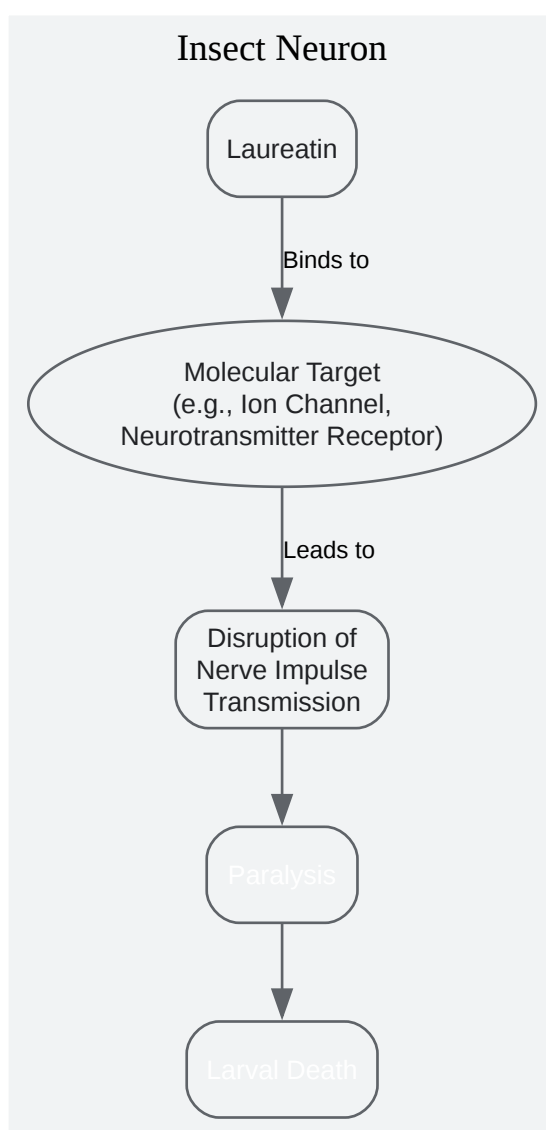 Insect Neuron
Laureatin
Binds to
Molecular Target
(e.g., Ion Channel,
Neurotransmitter Receptor)
Leads to
Disruption of
Nerve Impulse
Transmission
Paralysis
Larval Death